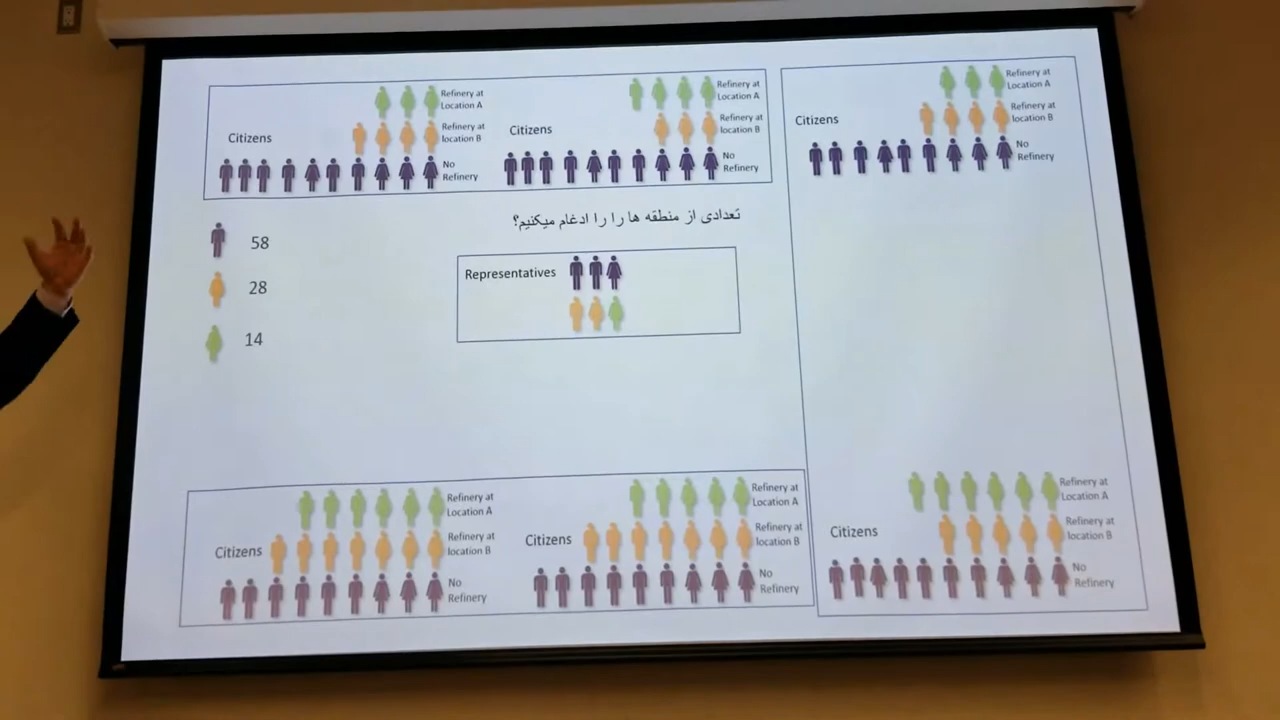 Citizens
Refinery at
Location A
Refinery at
location B
No
Refinery
Citizens
Refinery at
Location A
Refinery at
location B
No
Refinery
Citizens
Refinery at
Location A
Refinery at
location B
No
Refinery
58
28
14
تعدادی از منطقه ها را را ادغام میکنیم؟
Representatives
Citizens
Refinery at
Location A
Refinery at
location B
No
Refinery
Citizens
Refinery at
Location A
Refinery at
location B
No
Refinery
Citizens
Refinery at
Location A
Refinery at
location B
No
Refinery